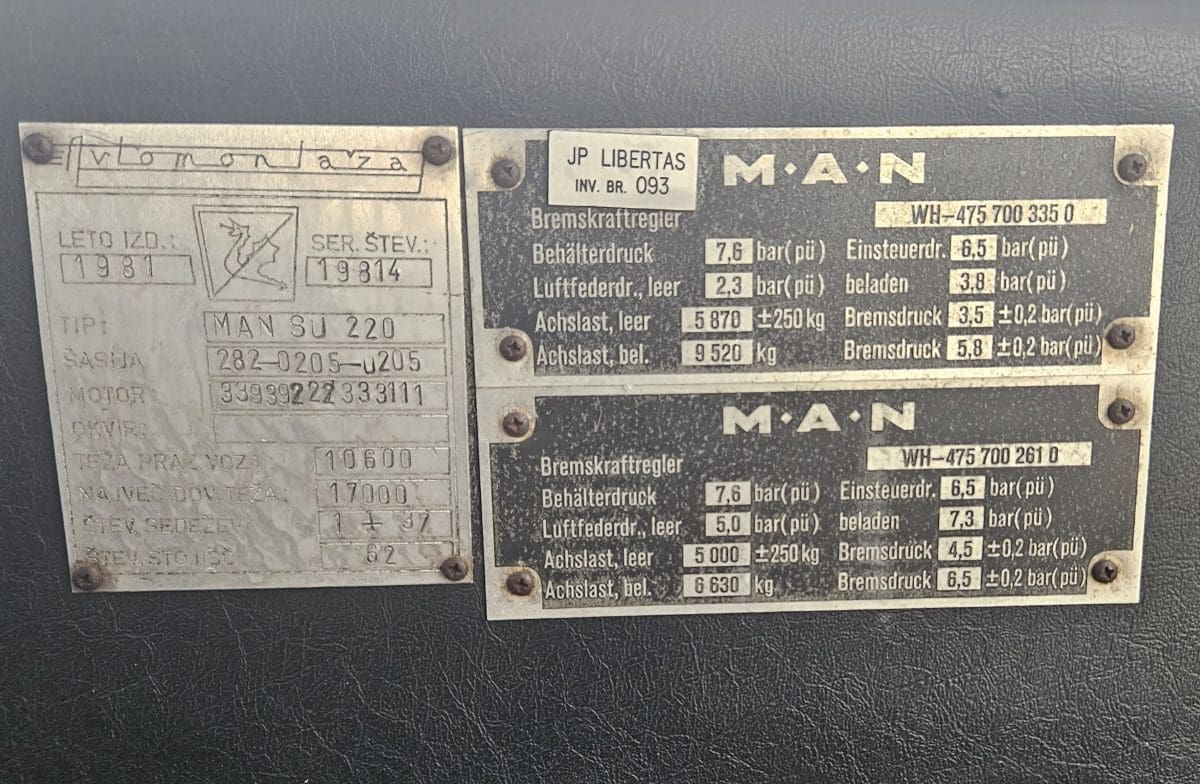 Avtomontaža
LETO IZD.: SER. ŠTEV.:
1981 19814
TIP: MAN SU 220
ŠASIJA 282-0205-u205
MOTOR 33939222333111
OKVIR:
TEŽA PRAZ VOZA: 10600
NAJVEČ DOV TEŽA: 17000
ŠTEV. SEDEŽEV: 1 + 37
ŠTEV. STOJIŠČ 62
JP LIBERTAS
INV. BR. 093
M·A·N
WH-475 700 335 0
Bremskraftregler
Behälterdruck 7,6 bar(pü) Einsteuerdr. 6,5 bar(pü)
Luftfederdr., leer 2,3 bar(pü) beladen 3,8 bar(pü)
Achslast, leer 5 870 ±250 kg Bremsdruck 3,5 ±0,2 bar(pü)
Achslast, bel. 9 520 kg Bremsdruck 5,8 ±0,2 bar(pü)
M·A·N
WH-475 700 261 0
Bremskraftregler
Behälterdruck 7,6 bar(pü) Einsteuerdr. 6,5 bar(pü)
Luftfederdr., leer 5,0 bar(pü) beladen 7,3 bar(pü)
Achslast, leer 5 000 ±250 kg Bremsdruck 4,5 ±0,2 bar(pü)
Achslast, bel. 6 630 kg Bremsdruck 6,5 ±0,2 bar(pü)